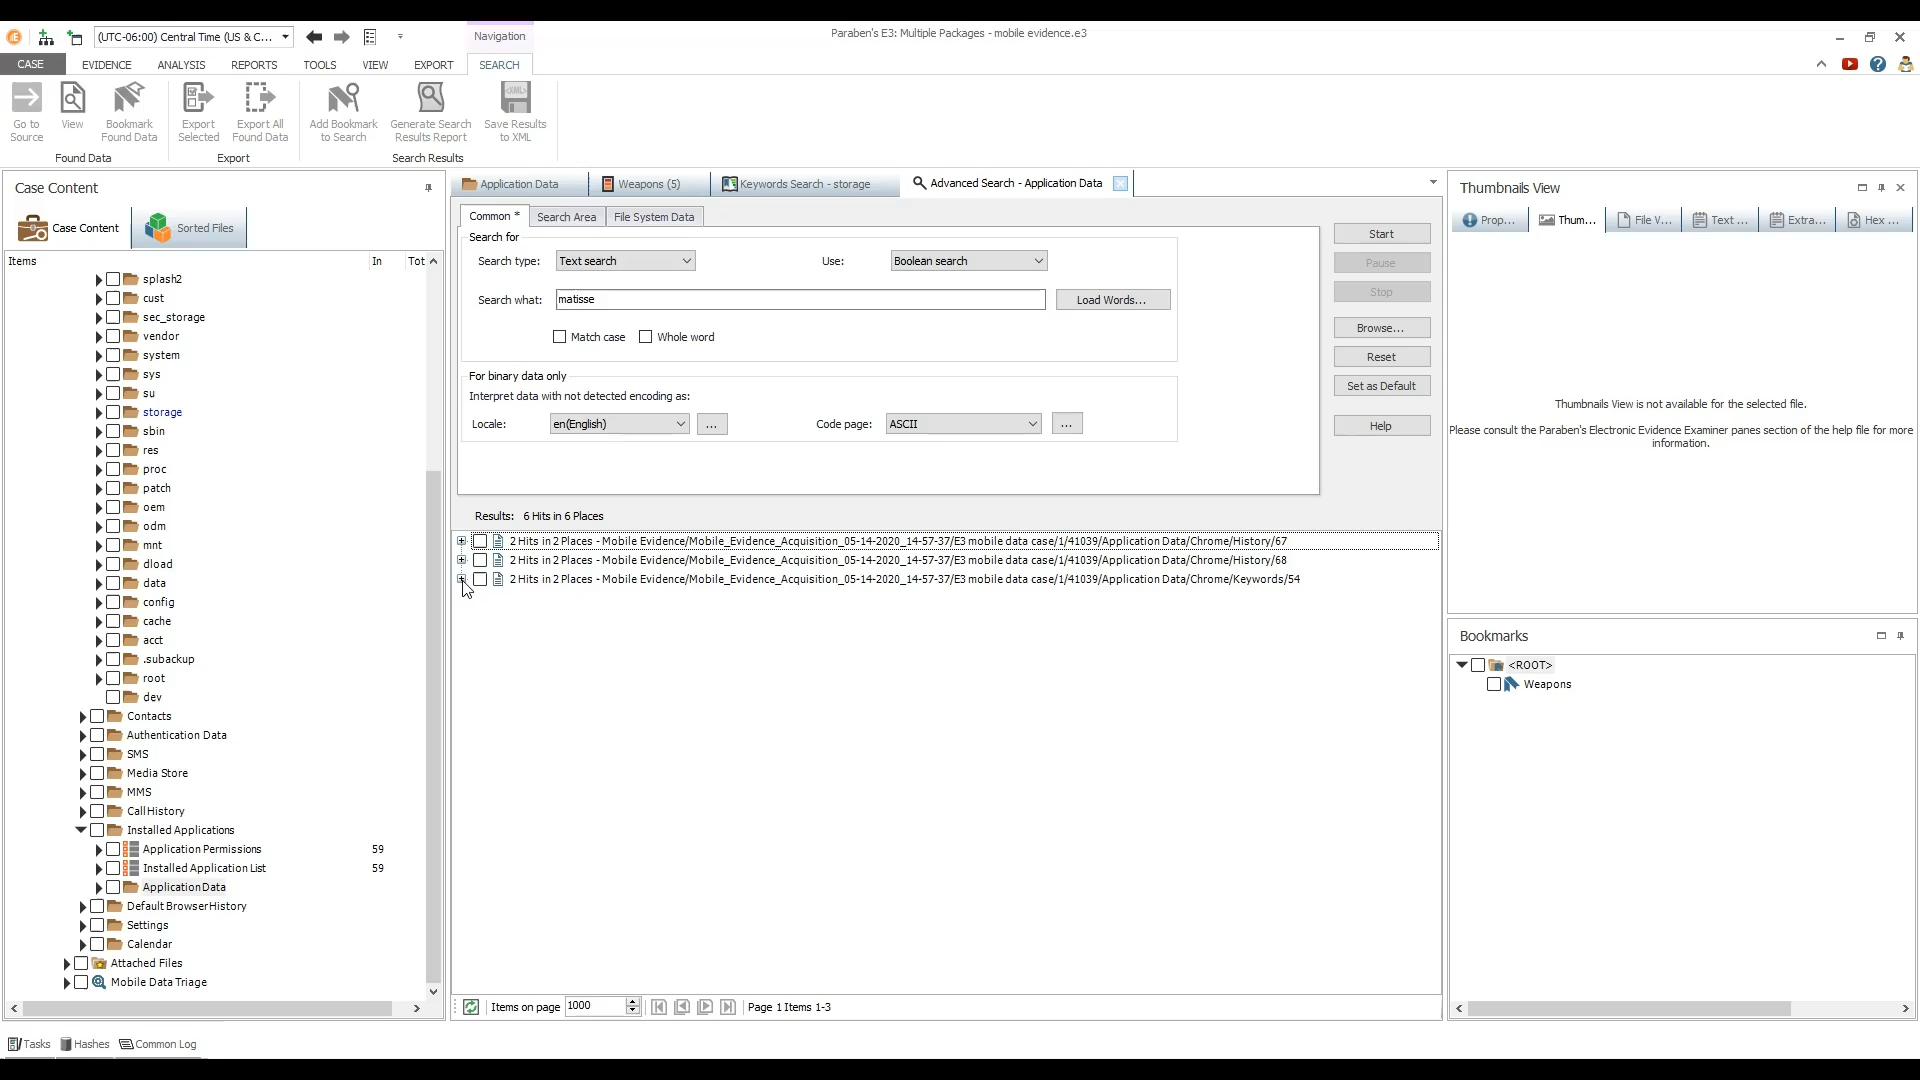 (UTC-06:00) Central Time (US & C...
Navigation
Paraben's E3: Multiple Packages - mobile evidence.e3
CASE EVIDENCE ANALYSIS REPORTS TOOLS VIEW EXPORT SEARCH
Go to Source
View
Bookmark Found Data
Export Selected
Export All Found Data
Add Bookmark to Search
Generate Search Results Report
Save Results to XML
Found Data
Export
Search Results
Case Content
Case Content
Sorted Files
Items In Tot
splash2
cust
sec_storage
vendor
system
sys
su
storage
sbin
res
proc
patch
oem
odm
mnt
dload
data
config
cache
acct
.subackup
root
dev
Contacts
Authentication Data
SMS
Media Store
MMS
Call History
Installed Applications
Application Permissions 59
Installed Application List 59
Application Data
Default Browser History
Settings
Calendar
Attached Files
Mobile Data Triage
Application Data
Weapons (5)
Keywords Search - storage
Advanced Search - Application Data
Common * Search Area File System Data
Search for
Search type: Text search Use: Boolean search
Search what: matisse Load Words...
Match case Whole word
For binary data only
Interpret data with not detected encoding as:
Locale: en(English) ... Code page: ASCII ...
Start
Pause
Stop
Browse...
Reset
Set as Default
Help
Results: 6 Hits in 6 Places
2 Hits in 2 Places - Mobile Evidence/Mobile_Evidence_Acquisition_05-14-2020_14-57-37/E3 mobile data case/1/41039/Application Data/Chrome/History/67
2 Hits in 2 Places - Mobile Evidence/Mobile_Evidence_Acquisition_05-14-2020_14-57-37/E3 mobile data case/1/41039/Application Data/Chrome/History/68
2 Hits in 2 Places - Mobile Evidence/Mobile_Evidence_Acquisition_05-14-2020_14-57-37/E3 mobile data case/1/41039/Application Data/Chrome/Keywords/54
Items on page 1000 Page 1 Items 1-3
Thumbnails View
Prop... Thum... File V... Text ... Extra... Hex ...
Thumbnails View is not available for the selected file.
Please consult the Paraben's Electronic Evidence Examiner panes section of the help file for more
information.
Bookmarks
<ROOT>
Weapons
Tasks Hashes Common Log